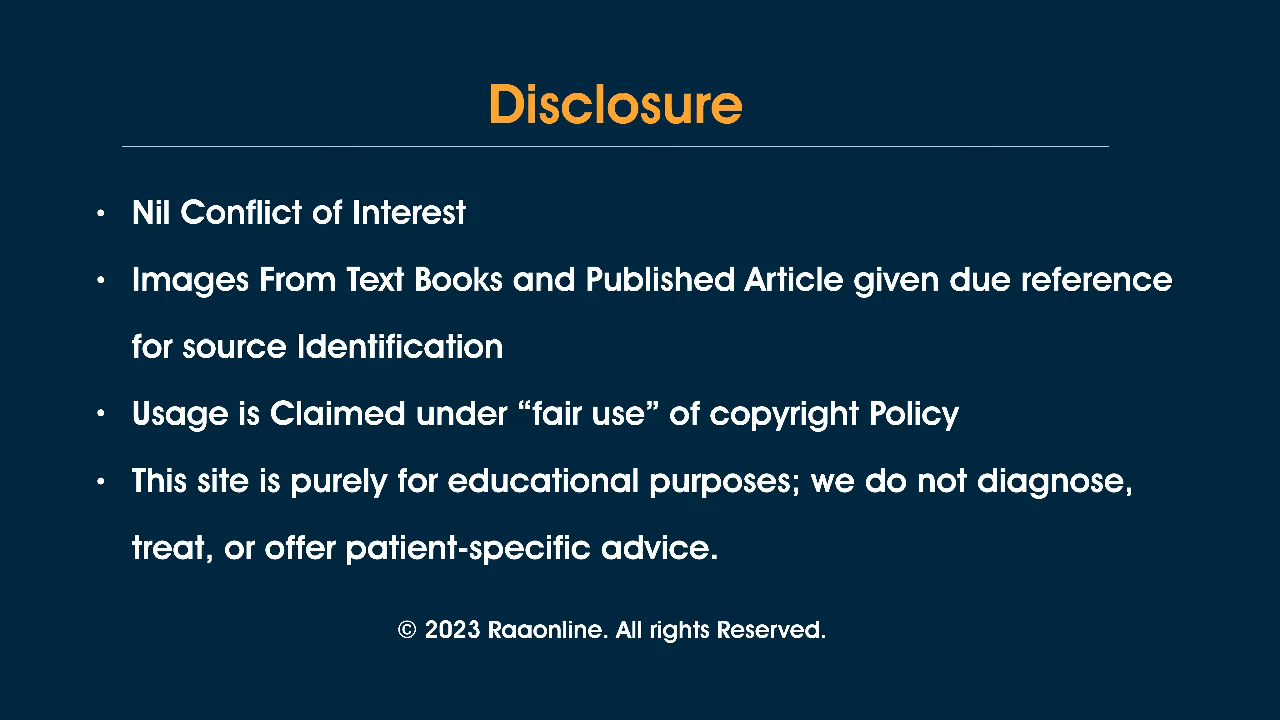 Disclosure
• Nil Conflict of Interest
• Images From Text Books and Published Article given due reference
for source Identification
• Usage is Claimed under “fair use” of copyright Policy
• This site is purely for educational purposes; we do not diagnose,
treat, or offer patient-specific advice.
© 2023 Raaonline. All rights Reserved.